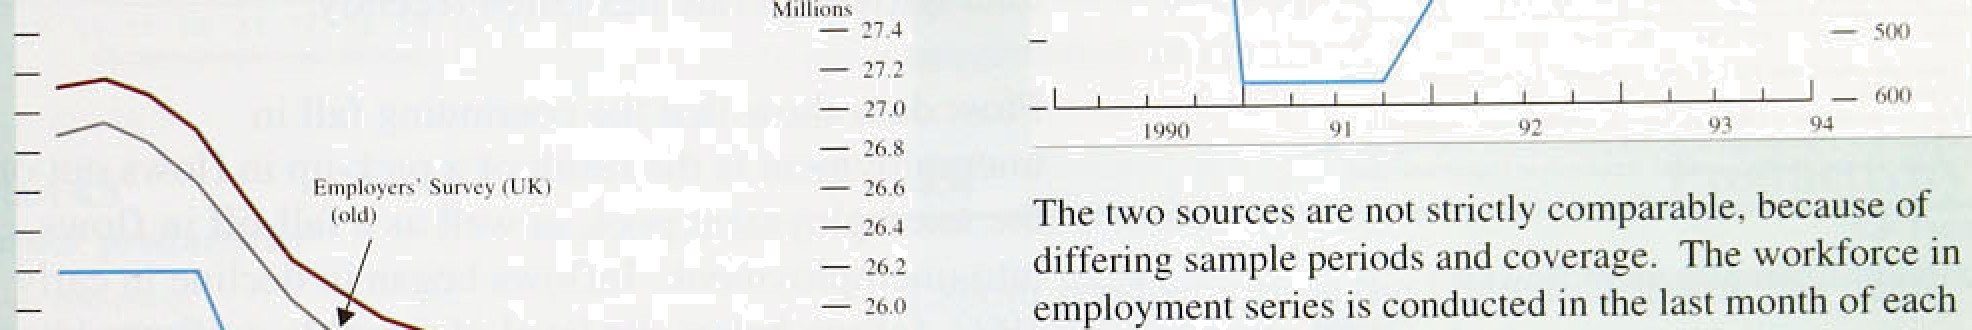 Millions
27.4
27.2
27.0
26.8
26.6
26.4
26.2
26.0
Employers' Survey (UK)
(old)
500
600
1990 91 92 93 94
The two sources are not strictly comparable, because of
differing sample periods and coverage. The workforce in
employment series is conducted in the last month of each